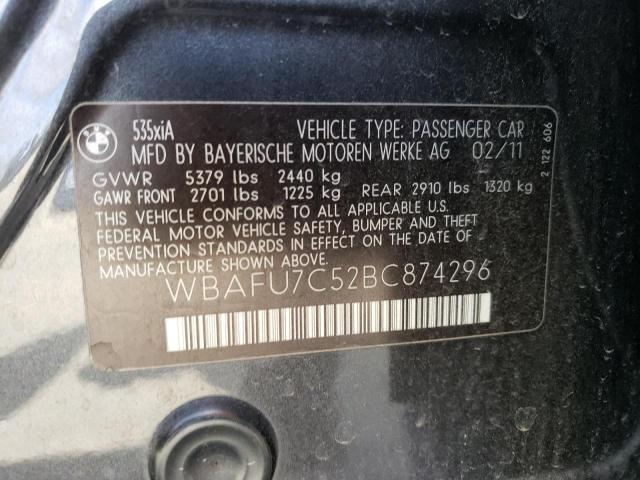 BMW
535xiA VEHICLE TYPE: PASSENGER CAR
MFD BY BAYERISCHE MOTOREN WERKE AG 02/11
GVWR 5379 lbs 2440 kg
GAWR FRONT 2701 lbs 1225 kg REAR 2910 lbs 1320 kg
THIS VEHICLE CONFORMS TO ALL APPLICABLE U.S.
FEDERAL MOTOR VEHICLE SAFETY, BUMPER AND THEFT
PREVENTION STANDARDS IN EFFECT ON THE DATE OF
MANUFACTURE SHOWN ABOVE.
WBAFU7C52BC874296
2 122 606